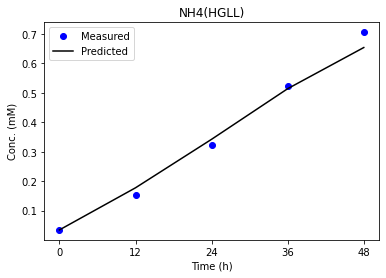 NH4(HGLL)
Measured
Predicted
Conc. (mM)
0.7
0.6
0.5
0.4
0.3
0.2
0.1
0 12 24 36 48
Time (h)